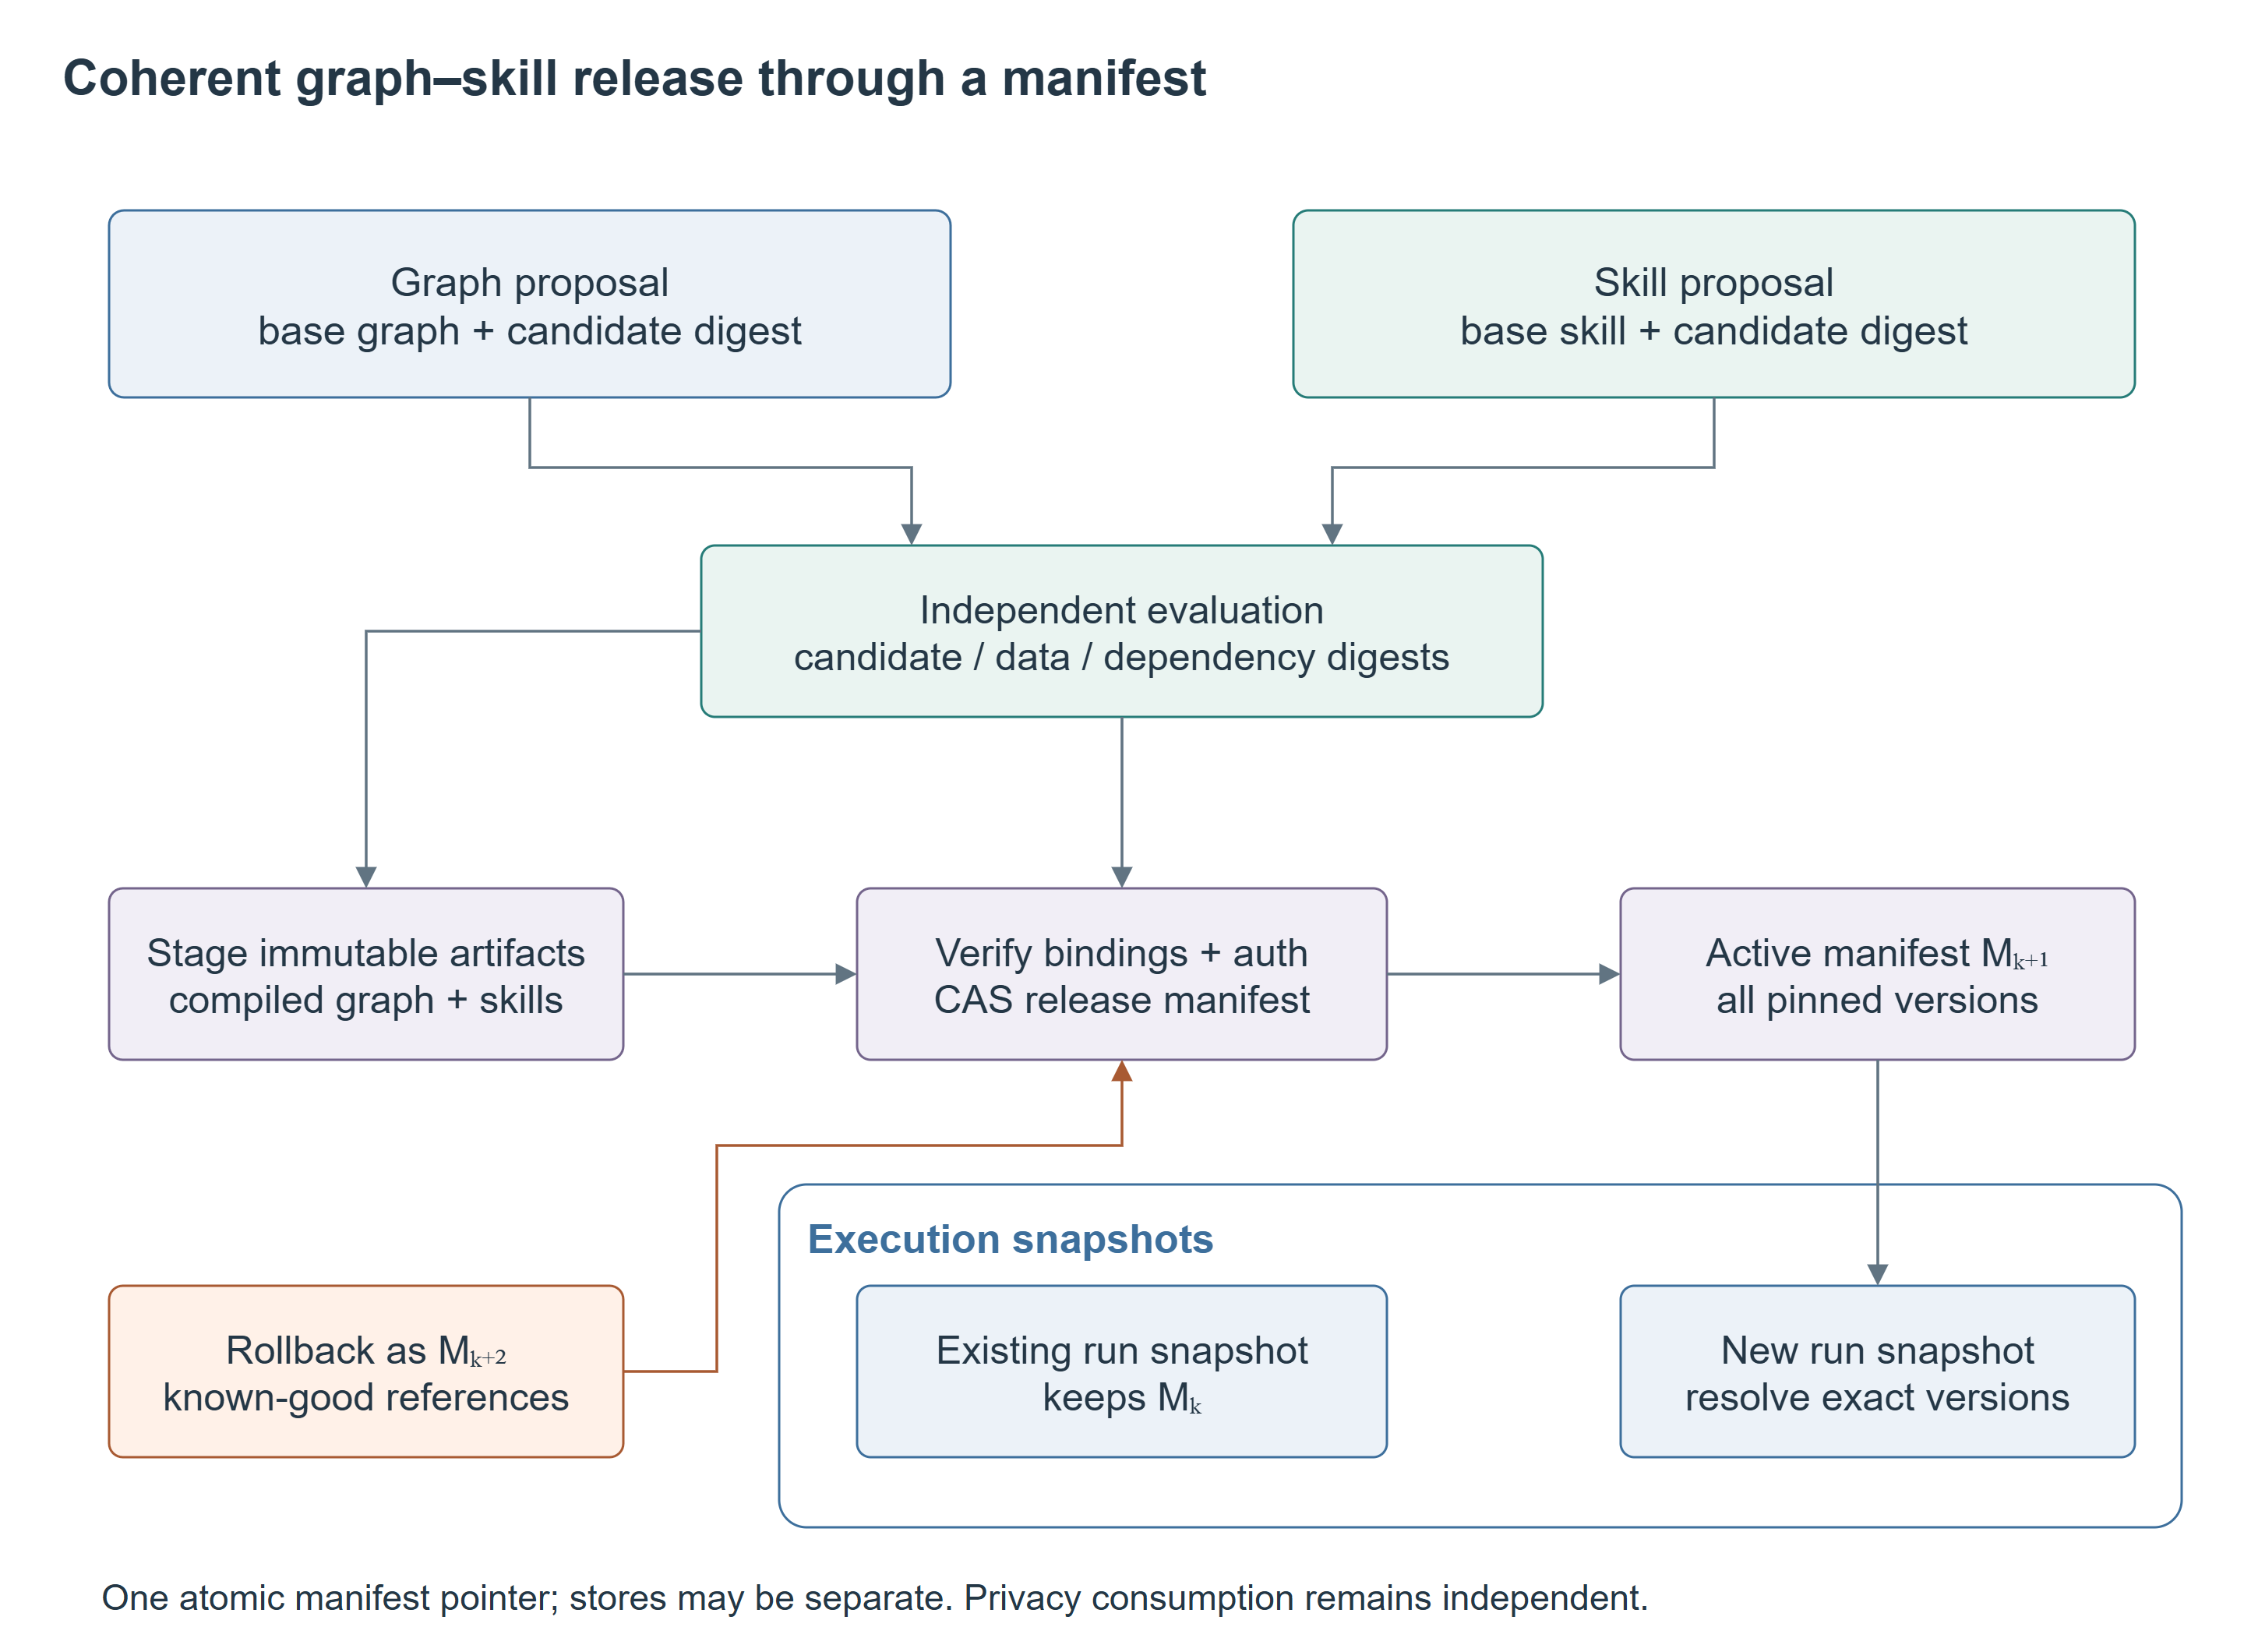 Coherent graph–skill release through a manifest
Graph proposal
base graph + candidate digest
Skill proposal
base skill + candidate digest
Independent evaluation
candidate / data / dependency digests
Stage immutable artifacts
compiled graph + skills
Verify bindings + auth
CAS release manifest
Active manifest Mₖ₊₁
all pinned versions
Execution snapshots
Rollback as Mₖ₊₂
known-good references
Existing run snapshot
keeps Mₖ
New run snapshot
resolve exact versions
One atomic manifest pointer; stores may be separate. Privacy consumption remains independent.